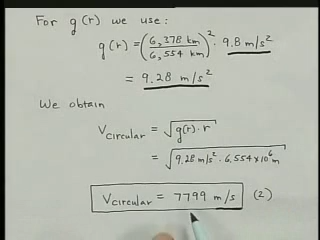 For g(r) we use:
g(r) = (6,378 km / 6,554 km)² · 9.8 m/s²
= 9.28 m/s²
We obtain
Vcircular = √g(r)·r
= √9.28 m/s² · 6.554×10⁶ m
Vcircular = 7799 m/s (2)